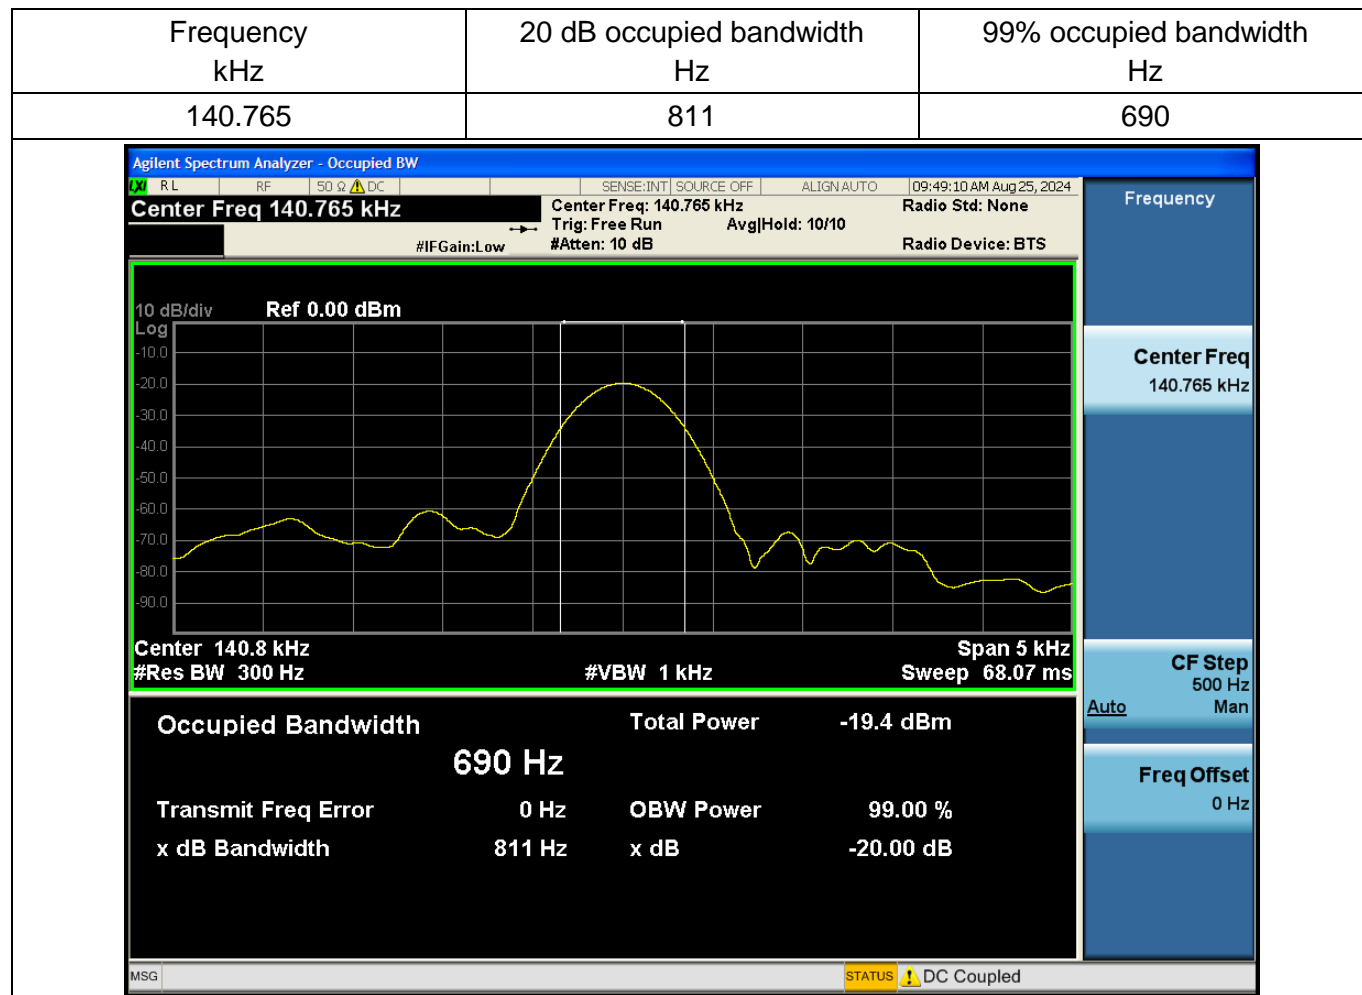 Frequency 20 dB occupied bandwidth 99% occupied bandwidth
kHz Hz Hz
140.765 811 690
Agilent Spectrum Analyzer - Occupied BW
LXI RL RF 50 Ω DC SENSE:INT SOURCE OFF ALIGN AUTO 09:49:10 AM Aug 25, 2024
Center Freq 140.765 kHz Center Freq: 140.765 kHz Radio Std: None
Trig: Free Run Avg|Hold: 10/10
#IFGain:Low #Atten: 10 dB Radio Device: BTS
Frequency
10 dB/div Ref 0.00 dBm
Log
-10.0
-20.0
-30.0
-40.0
-50.0
-60.0
-70.0
-80.0
-90.0
Center 140.8 kHz Span 5 kHz
#Res BW 300 Hz #VBW 1 kHz Sweep 68.07 ms
Center Freq
140.765 kHz
CF Step
500 Hz
Auto Man
Freq Offset
0 Hz
Occupied Bandwidth Total Power -19.4 dBm
690 Hz
Transmit Freq Error 0 Hz OBW Power 99.00 %
x dB Bandwidth 811 Hz x dB -20.00 dB
MSG STATUS DC Coupled